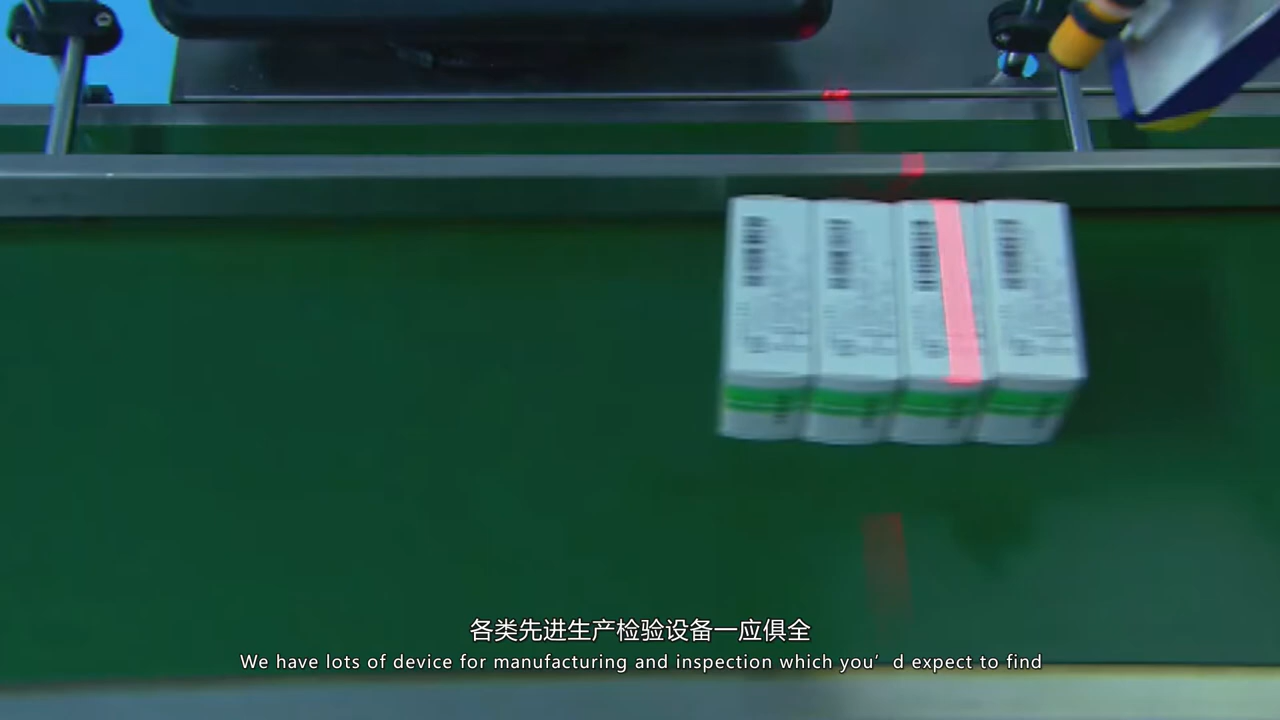 各类先进生产检验设备一应俱全
We have lots of device for manufacturing and inspection which you'd expect to find